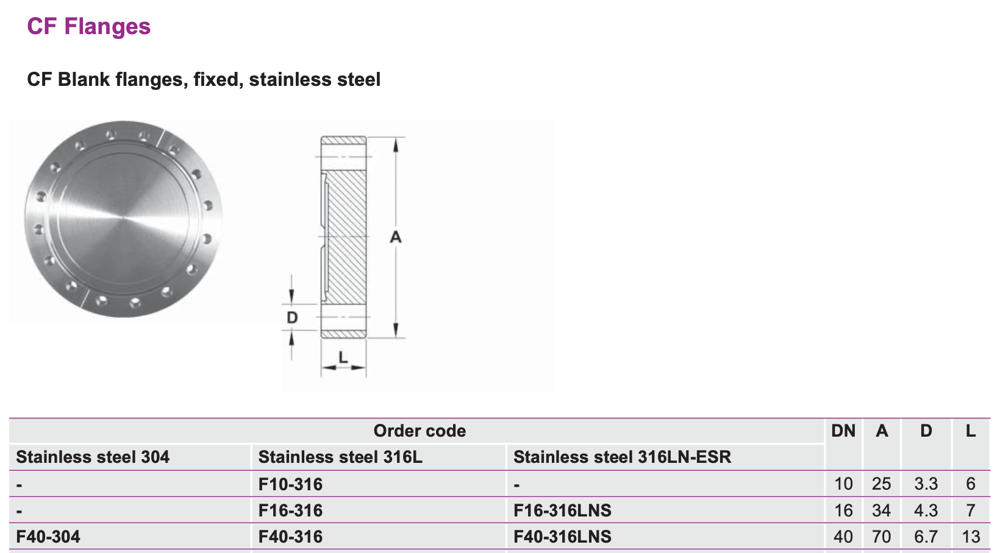 CF Flanges
CF Blank flanges, fixed, stainless steel
A
D
L
Order code DN A D L
Stainless steel 304 Stainless steel 316L Stainless steel 316LN-ESR
- F10-316 - 10 25 3.3 6
- F16-316 F16-316LNS 16 34 4.3 7
F40-304 F40-316 F40-316LNS 40 70 6.7 13